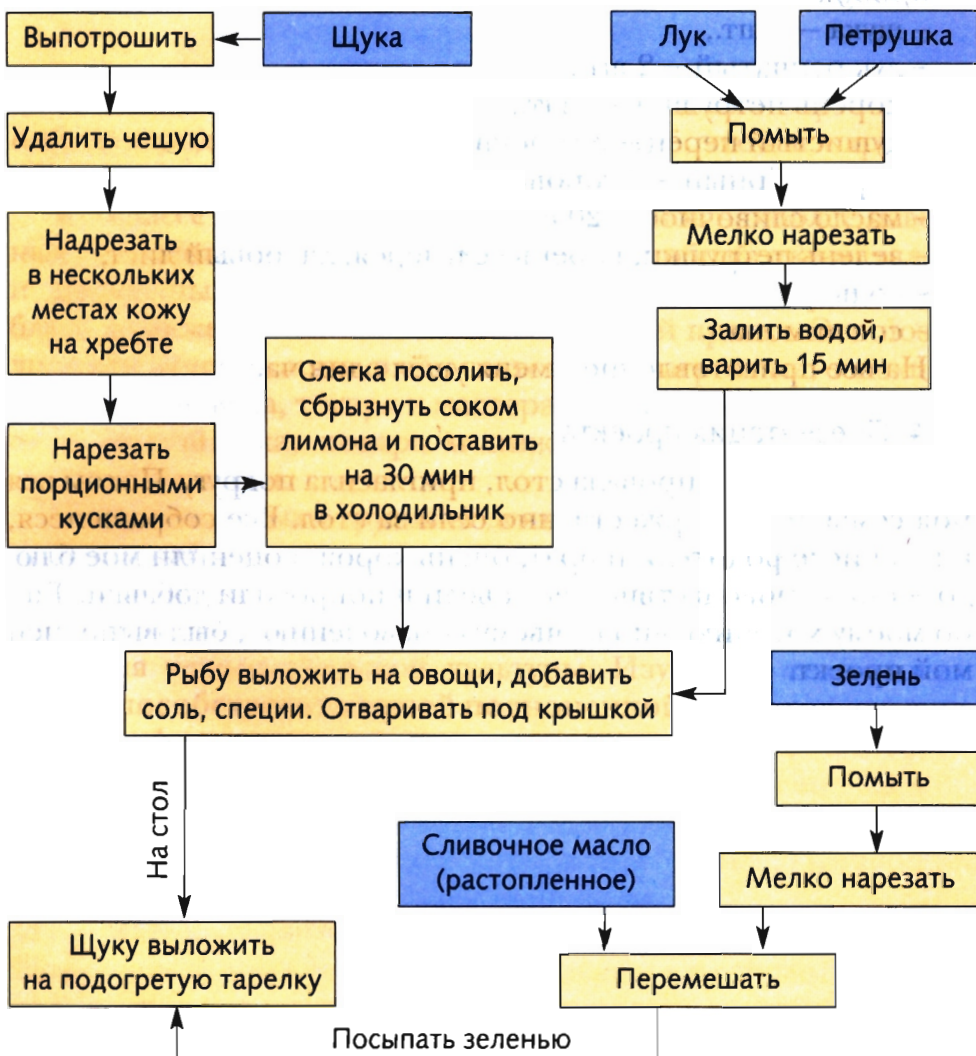 Выпотрошить
Щука
Лук
Петрушка
Удалить чешую
Помыть
Надрезать
в нескольких
местах кожу
на хребте
Мелко нарезать
Залить водой,
варить 15 мин
Нарезать
порционными
кусками
Слегка посолить,
сбрызнуть соком
лимона и поставить
на 30 мин
в холодильник
Рыбу выложить на овощи, добавить
соль, специи. Отваривать под крышкой
Зелень
Помыть
Мелко нарезать
На стол
Сливочное масло
(растопленное)
Щуку выложить
на подогретую тарелку
Перемешать
Посыпать зеленью